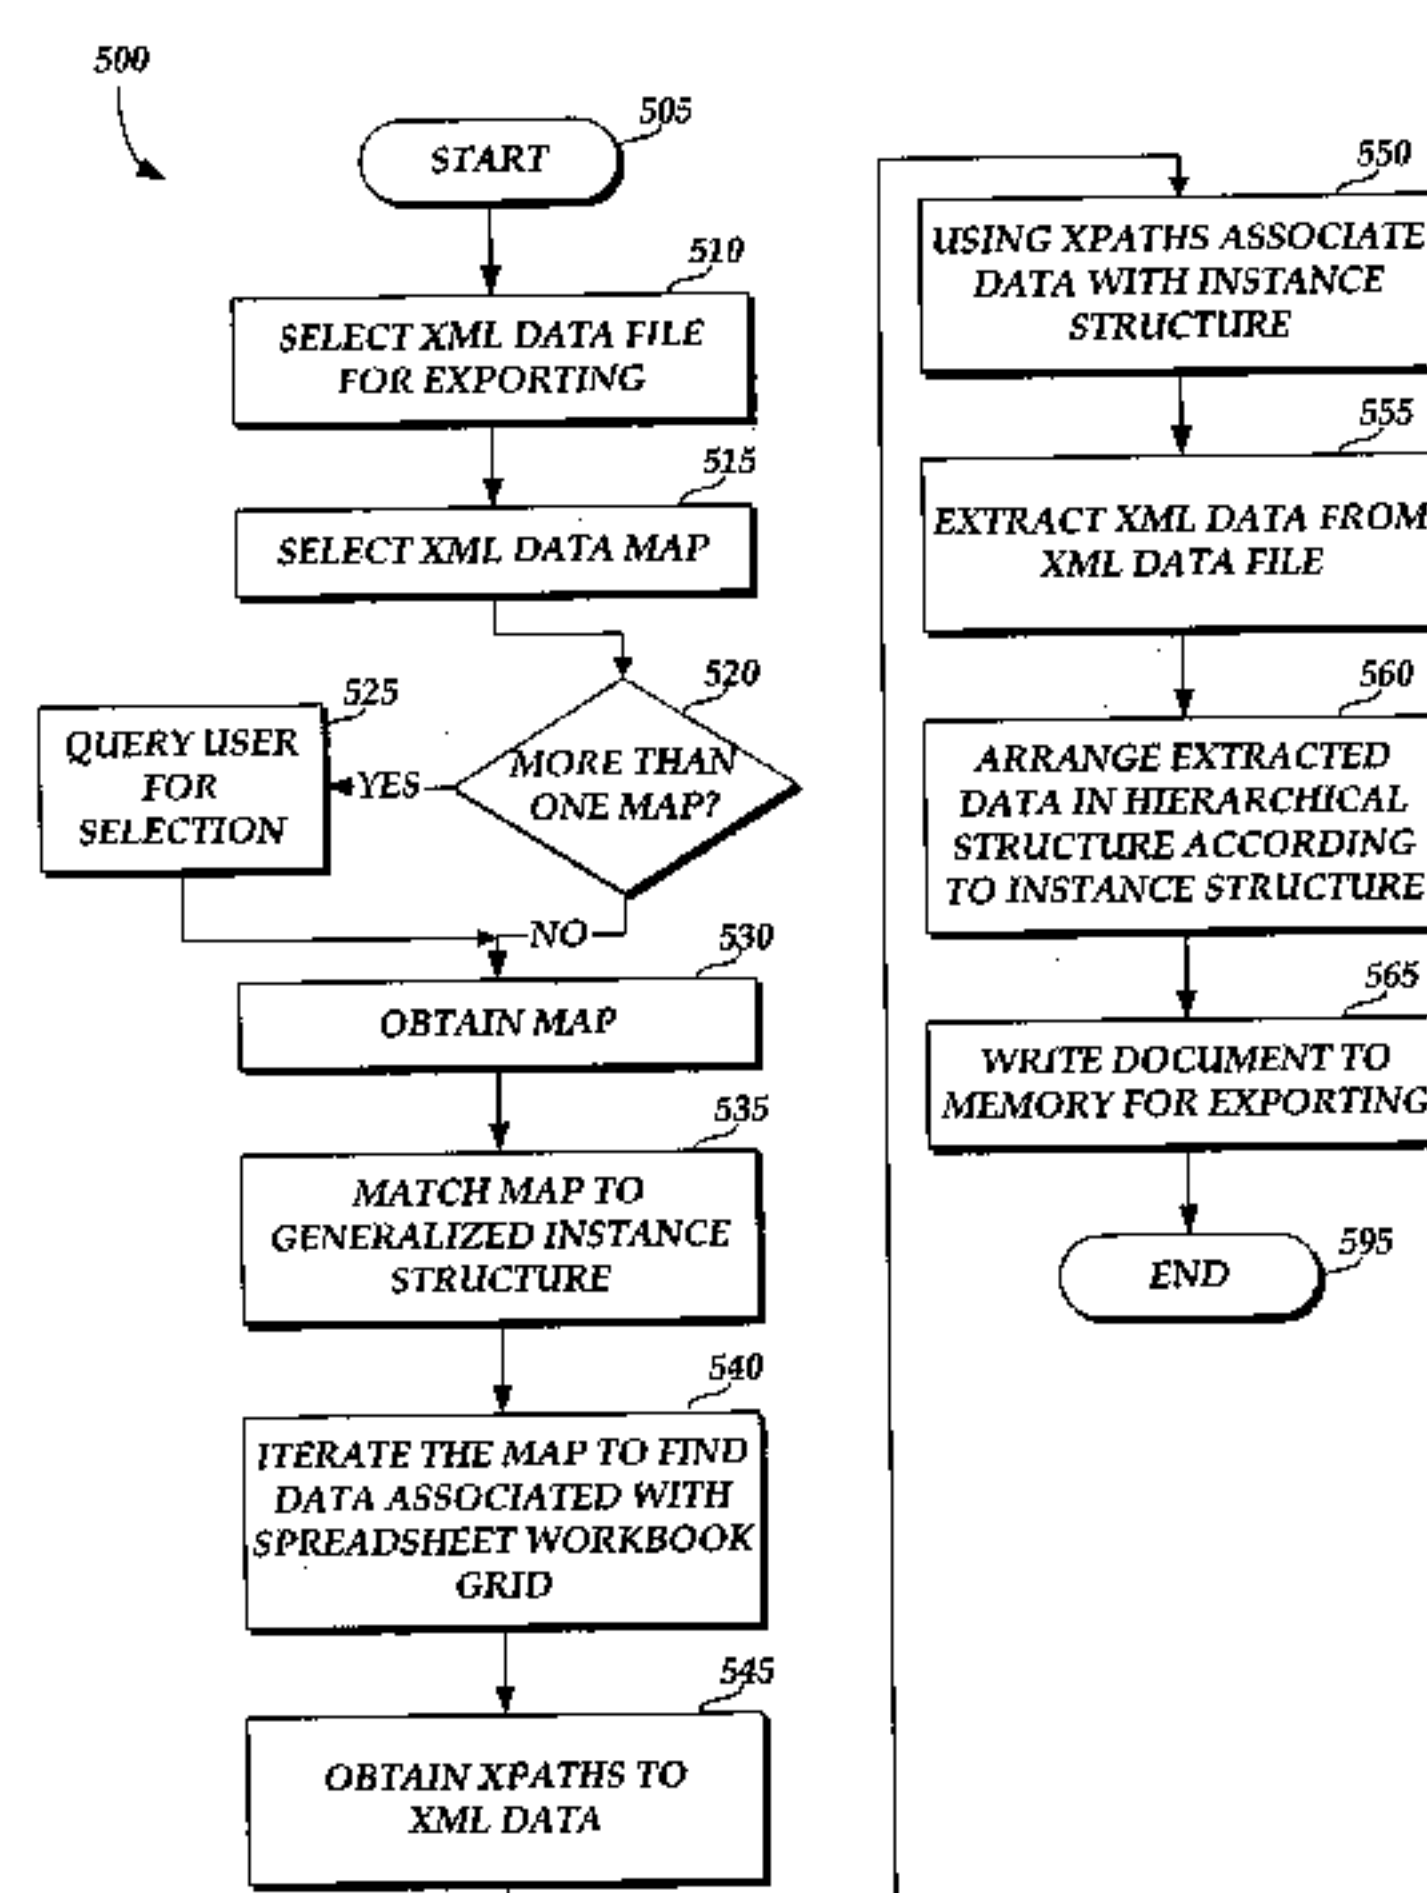 500
505
START
510
SELECT XML DATA FILE
FOR EXPORTING
515
SELECT XML DATA MAP
520
MORE THAN
ONE MAP?
YES
525
QUERY USER
FOR
SELECTION
NO
530
OBTAIN MAP
535
MATCH MAP TO
GENERALIZED INSTANCE
STRUCTURE
540
ITERATE THE MAP TO FIND
DATA ASSOCIATED WITH
SPREADSHEET WORKBOOK
GRID
545
OBTAIN XPATHS TO
XML DATA
550
USING XPATHS ASSOCIATE
DATA WITH INSTANCE
STRUCTURE
555
EXTRACT XML DATA FROM
XML DATA FILE
560
ARRANGE EXTRACTED
DATA IN HIERARCHICAL
STRUCTURE ACCORDING
TO INSTANCE STRUCTURE
565
WRITE DOCUMENT TO
MEMORY FOR EXPORTING
END
595